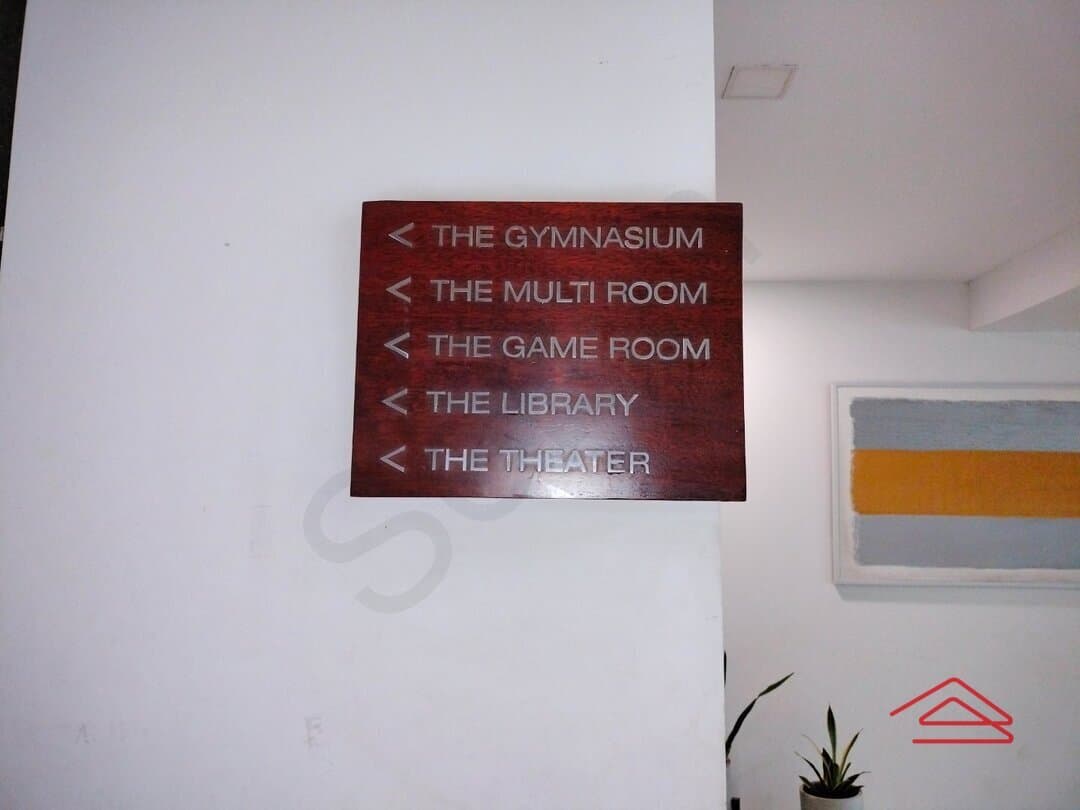 < THE GYMNASIUM
< THE MULTI ROOM
< THE GAME ROOM
< THE LIBRARY
< THE THEATER